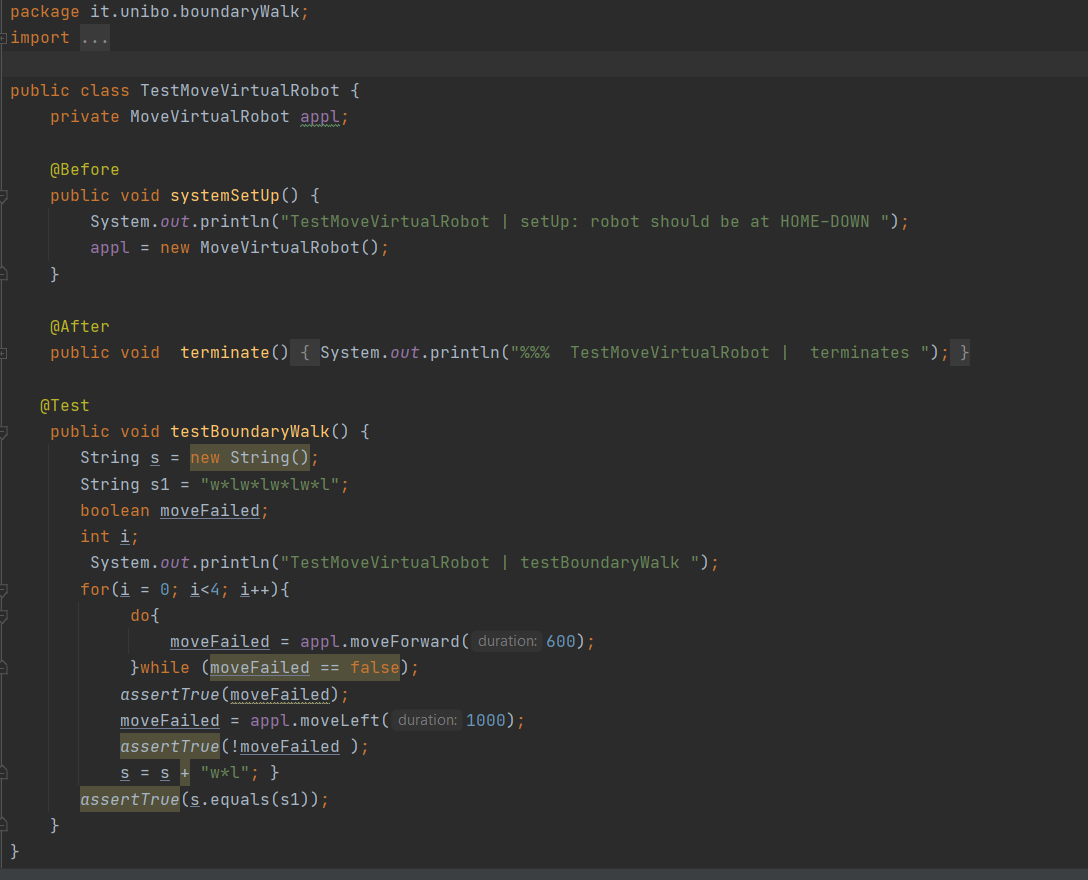 package it.unibo.boundaryWalk;
import ...
public class TestMoveVirtualRobot {
    private MoveVirtualRobot appl;
    @Before
    public void systemSetUp() {
        System.out.println("TestMoveVirtualRobot | setUp: robot should be at HOME-DOWN ");
        appl = new MoveVirtualRobot();
    }
    @After
    public void  terminate() { System.out.println("%%%  TestMoveVirtualRobot |  terminates "); }
   @Test
    public void testBoundaryWalk() {
       String s = new String();
       String s1 = "w*lw*lw*lw*l";
       boolean moveFailed;
       int i;
        System.out.println("TestMoveVirtualRobot | testBoundaryWalk ");
       for(i = 0; i<4; i++){
            do{
                moveFailed = appl.moveForward( duration: 600);
            }while (moveFailed == false);
           assertTrue(moveFailed);
           moveFailed = appl.moveLeft( duration: 1000);
           assertTrue(!moveFailed );
           s = s + "w*l"; }
       assertTrue(s.equals(s1));
    }
}